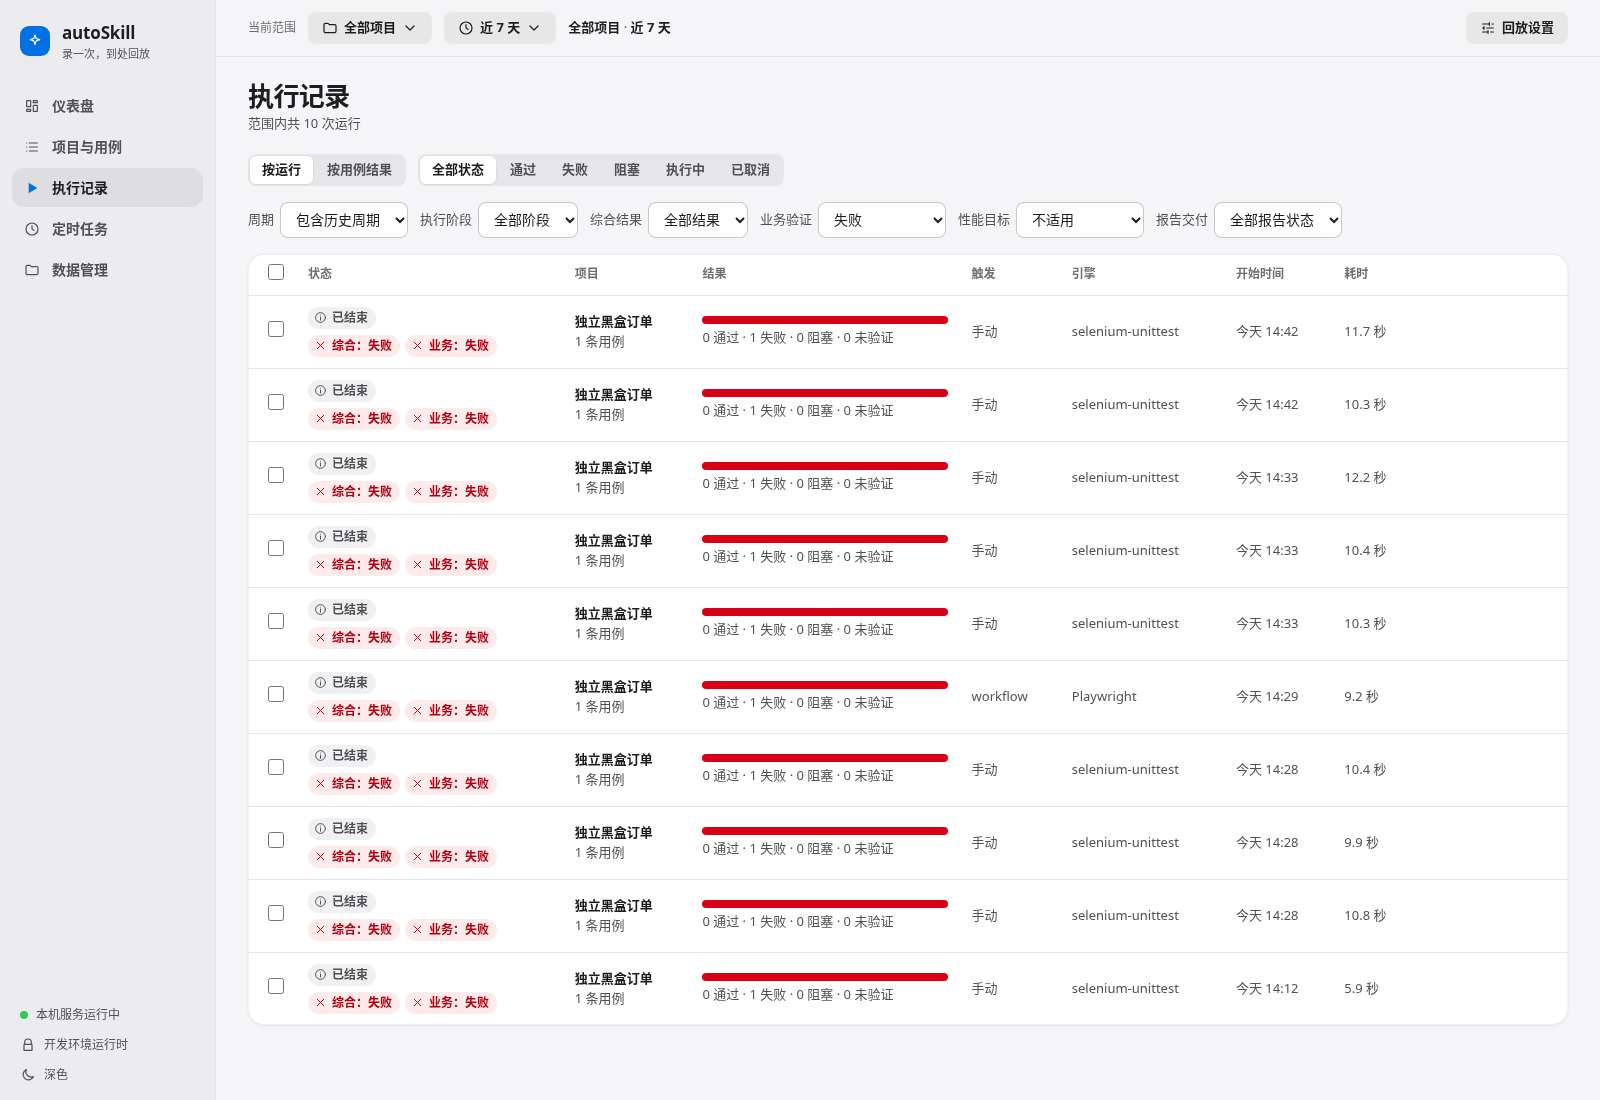 autoSkill
录一次，到处回放
仪表盘
项目与用例
执行记录
定时任务
数据管理
本机服务运行中
开发环境运行时
深色
当前范围 全部项目 近 7 天 全部项目 · 近 7 天 回放设置
执行记录
范围内共 10 次运行
按运行 按用例结果 全部状态 通过 失败 阻塞 执行中 已取消
周期 包含历史周期 执行阶段 全部阶段 综合结果 全部结果 业务验证 失败 性能目标 不适用 报告交付 全部报告状态
状态 项目 结果 触发 引擎 开始时间 耗时
已结束
综合：失败 业务：失败
独立黑盒订单
1 条用例
0 通过 · 1 失败 · 0 阻塞 · 0 未验证
手动 selenium-unittest 今天 14:42 11.7 秒
已结束
综合：失败 业务：失败
独立黑盒订单
1 条用例
0 通过 · 1 失败 · 0 阻塞 · 0 未验证
手动 selenium-unittest 今天 14:42 10.3 秒
已结束
综合：失败 业务：失败
独立黑盒订单
1 条用例
0 通过 · 1 失败 · 0 阻塞 · 0 未验证
手动 selenium-unittest 今天 14:33 12.2 秒
已结束
综合：失败 业务：失败
独立黑盒订单
1 条用例
0 通过 · 1 失败 · 0 阻塞 · 0 未验证
手动 selenium-unittest 今天 14:33 10.4 秒
已结束
综合：失败 业务：失败
独立黑盒订单
1 条用例
0 通过 · 1 失败 · 0 阻塞 · 0 未验证
手动 selenium-unittest 今天 14:33 10.3 秒
已结束
综合：失败 业务：失败
独立黑盒订单
1 条用例
0 通过 · 1 失败 · 0 阻塞 · 0 未验证
workflow Playwright 今天 14:29 9.2 秒
已结束
综合：失败 业务：失败
独立黑盒订单
1 条用例
0 通过 · 1 失败 · 0 阻塞 · 0 未验证
手动 selenium-unittest 今天 14:28 10.4 秒
已结束
综合：失败 业务：失败
独立黑盒订单
1 条用例
0 通过 · 1 失败 · 0 阻塞 · 0 未验证
手动 selenium-unittest 今天 14:28 9.9 秒
已结束
综合：失败 业务：失败
独立黑盒订单
1 条用例
0 通过 · 1 失败 · 0 阻塞 · 0 未验证
手动 selenium-unittest 今天 14:28 10.8 秒
已结束
综合：失败 业务：失败
独立黑盒订单
1 条用例
0 通过 · 1 失败 · 0 阻塞 · 0 未验证
手动 selenium-unittest 今天 14:12 5.9 秒